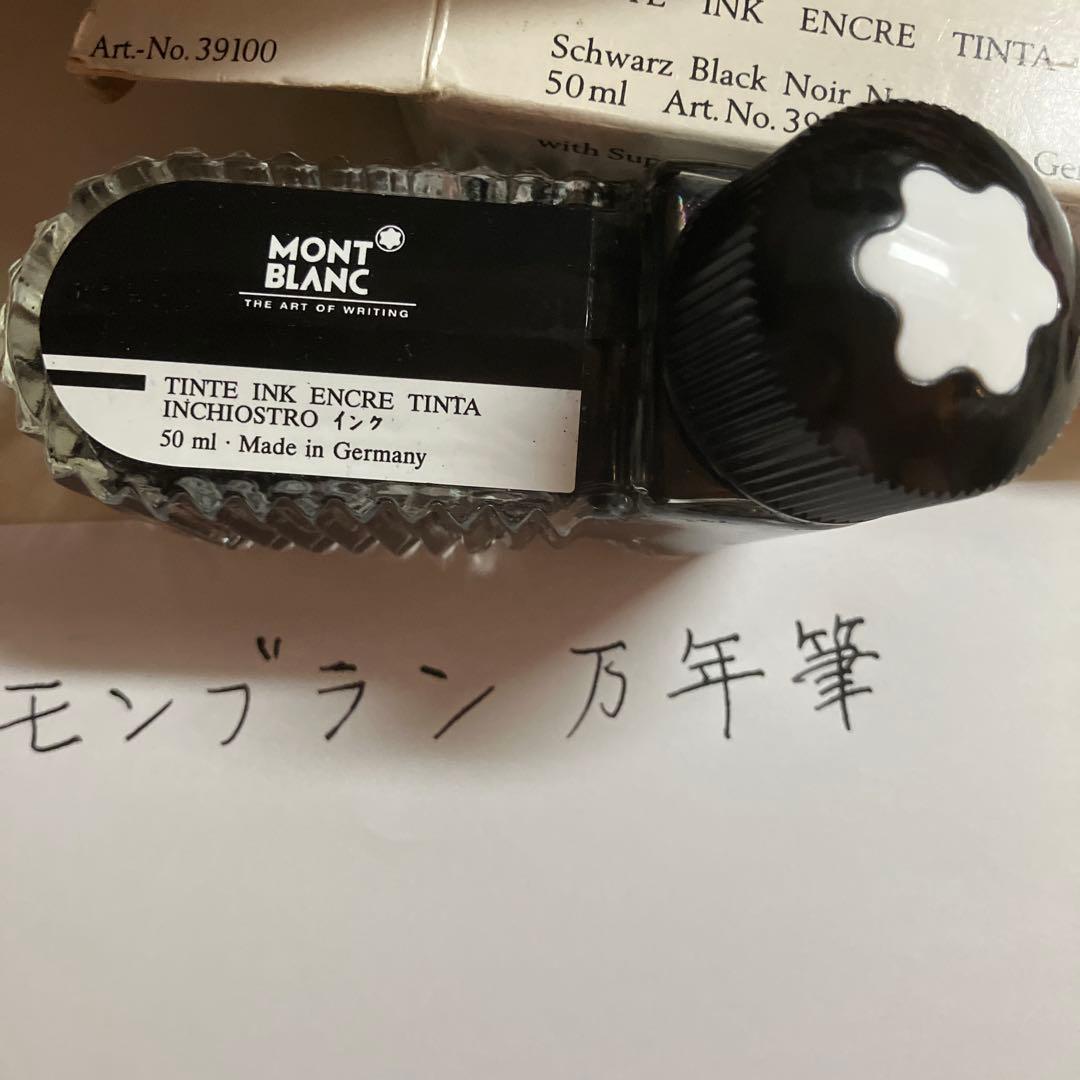 Art.-No. 39100
INK ENCRE TINTA
Schwarz Black Noir
50ml Art. No.
with
MONT
BLANC
THE ART OF WRITING
TINTE INK ENCRE TINTA
INCHIOSTRO インク
50 ml · Made in Germany
モンブラン 万年筆